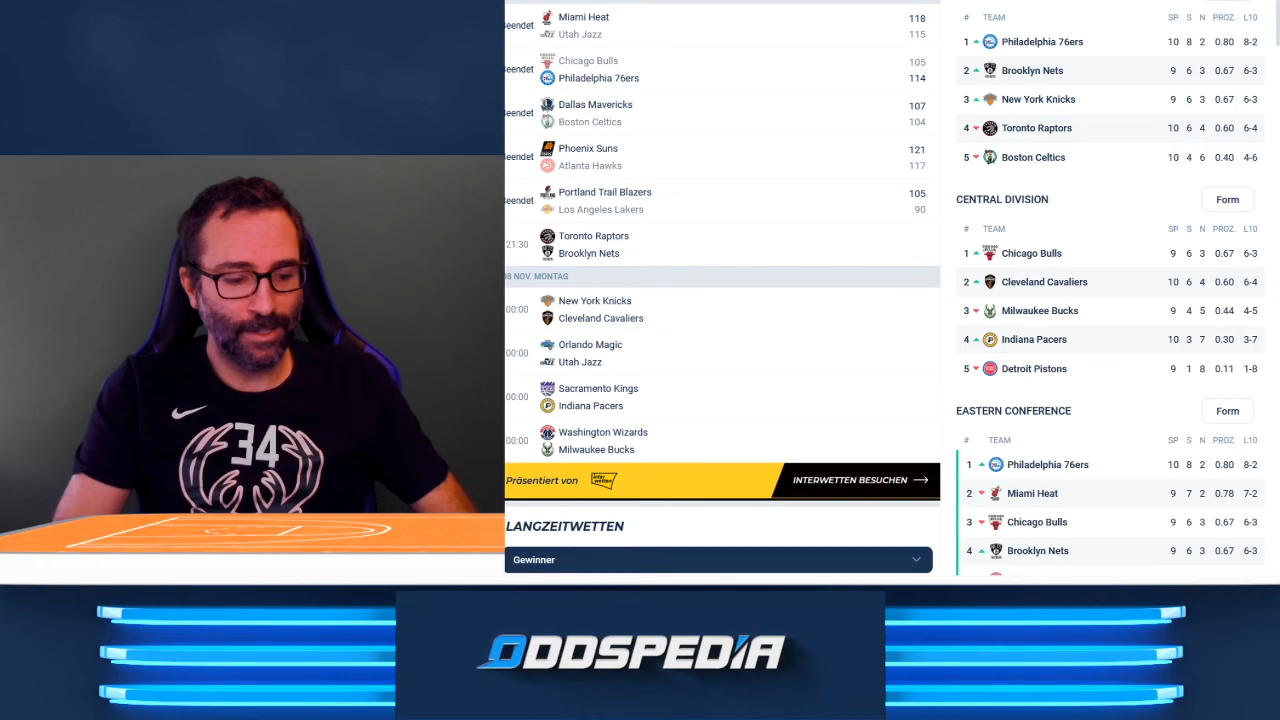 Beendet
Miami Heat 118
Utah Jazz 115
Beendet
Chicago Bulls 105
Philadelphia 76ers 114
Beendet
Dallas Mavericks 107
Boston Celtics 104
Beendet
Phoenix Suns 121
Atlanta Hawks 117
Beendet
Portland Trail Blazers 105
Los Angeles Lakers 90
21:30
Toronto Raptors
Brooklyn Nets
08 NOV. MONTAG
00:00
New York Knicks
Cleveland Cavaliers
00:00
Orlando Magic
Utah Jazz
00:00
Sacramento Kings
Indiana Pacers
00:00
Washington Wizards
Milwaukee Bucks
Präsentiert von inter wetten INTERWETTEN BESUCHEN
LANGZEITWETTEN
Gewinner
# TEAM SP S N PROZ. L10
1 Philadelphia 76ers 10 8 2 0.80 8-2
2 Brooklyn Nets 9 6 3 0.67 6-3
3 New York Knicks 9 6 3 0.67 6-3
4 Toronto Raptors 10 6 4 0.60 6-4
5 Boston Celtics 10 4 6 0.40 4-6
CENTRAL DIVISION Form
# TEAM SP S N PROZ. L10
1 Chicago Bulls 9 6 3 0.67 6-3
2 Cleveland Cavaliers 10 6 4 0.60 6-4
3 Milwaukee Bucks 9 4 5 0.44 4-5
4 Indiana Pacers 10 3 7 0.30 3-7
5 Detroit Pistons 9 1 8 0.11 1-8
EASTERN CONFERENCE Form
# TEAM SP S N PROZ. L10
1 Philadelphia 76ers 10 8 2 0.80 8-2
2 Miami Heat 9 7 2 0.78 7-2
3 Chicago Bulls 9 6 3 0.67 6-3
4 Brooklyn Nets 9 6 3 0.67 6-3
34
ODDSPEDIA